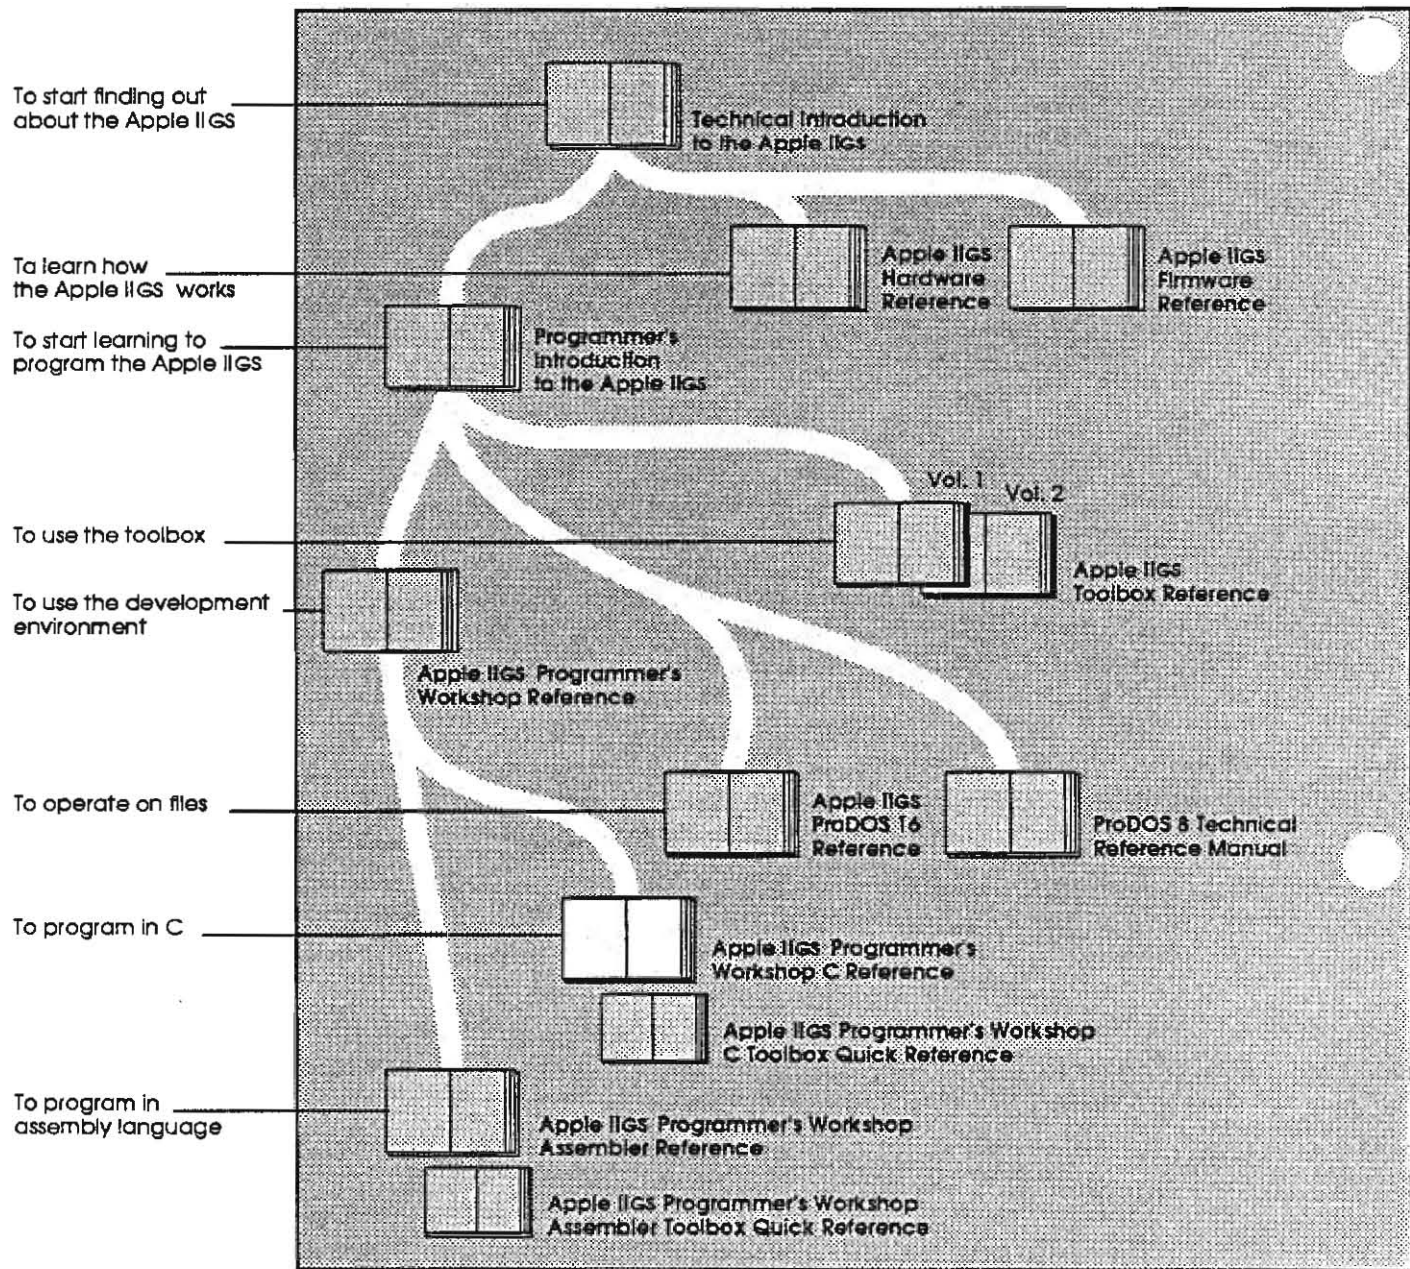 To start finding out
about the Apple IIGS
Technical Introduction
to the Apple IIGS
To learn how
the Apple IIGS works
Apple IIGS
Hardware
Reference
Apple IIGS
Firmware
Reference
To start learning to
program the Apple IIGS
Programmer's
Introduction
to the Apple IIGS
Vol. 1
Vol. 2
To use the toolbox
Apple IIGS
Toolbox Reference
To use the development
environment
Apple IIGS Programmer's
Workshop Reference
To operate on files
Apple IIGS
ProDOS 16
Reference
ProDOS 8 Technical
Reference Manual
To program in C
Apple IIGS Programmer's
Workshop C Reference
Apple IIGS Programmer's Workshop
C Toolbox Quick Reference
To program in
assembly language
Apple IIGS Programmer's Workshop
Assembler Reference
Apple IIGS Programmer's Workshop
Assembler Toolbox Quick Reference